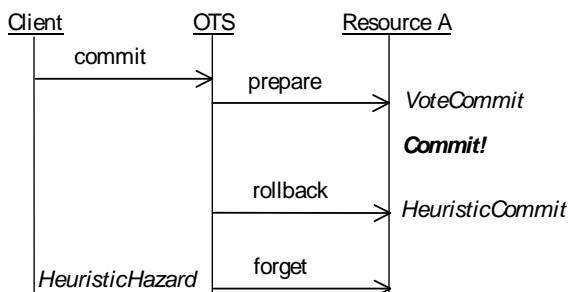 Client OTS Resource A
commit
prepare
VoteCommit
Commit!
rollback
HeuristicCommit
HeuristicHazard forget